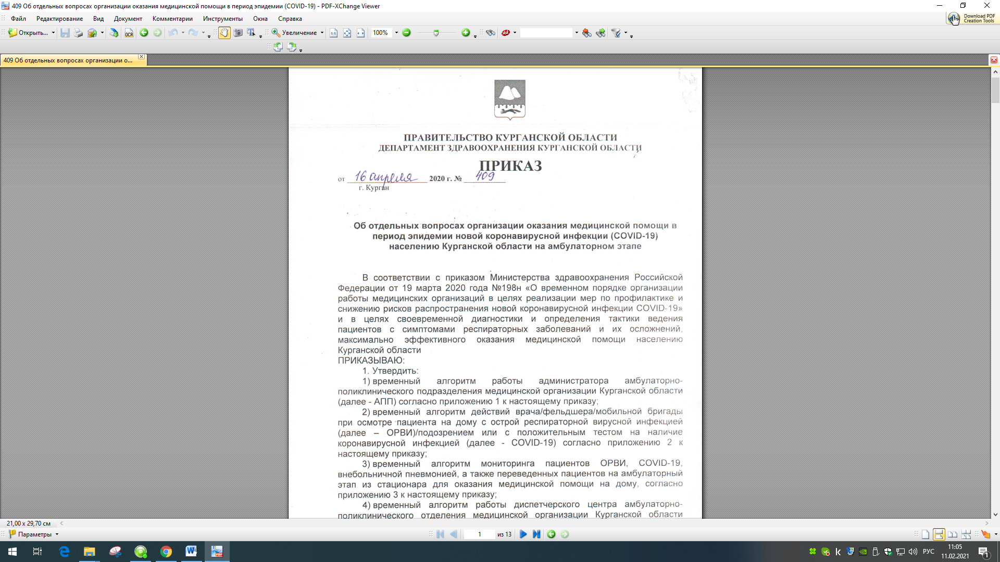 409 Об отдельных вопросах организации оказания медицинской помощи в период эпидемии (COVID-19) - PDF-XChange Viewer
Файл Редактирование Вид Документ Комментарии Инструменты Окна Справка
Download PDF
Creation Tools
Открыть... OCR Увеличение 1:1 100% ask
409 Об отдельных вопросах организации о...
ПРАВИТЕЛЬСТВО КУРГАНСКОЙ ОБЛАСТИ
ДЕПАРТАМЕНТ ЗДРАВООХРАНЕНИЯ КУРГАНСКОЙ ОБЛАСТИ
ПРИКАЗ
от 16 апреля 2020 г. № 409
г. Курган
Об отдельных вопросах организации оказания медицинской помощи в
период эпидемии новой коронавирусной инфекции (COVID-19)
населению Курганской области на амбулаторном этапе
В соответствии с приказом Министерства здравоохранения Российской
Федерации от 19 марта 2020 года №198н «О временном порядке организации
работы медицинских организаций в целях реализации мер по профилактике и
снижению рисков распространения новой коронавирусной инфекции COVID-19»
и в целях своевременной диагностики и определения тактики ведения
пациентов с симптомами респираторных заболеваний и их осложнений,
максимально эффективного оказания медицинской помощи населению
Курганской области
ПРИКАЗЫВАЮ:
1. Утвердить:
1) временный алгоритм работы администратора амбулаторно-
поликлинического подразделения медицинской организации Курганской области
(далее - АПП) согласно приложению 1 к настоящему приказу;
2) временный алгоритм действий врача/фельдшера/мобильной бригады
при осмотре пациента на дому с острой респираторной вирусной инфекцией
(далее – ОРВИ)/подозрением или с положительным тестом на наличие
коронавирусной инфекцией (далее - COVID-19) согласно приложению 2 к
настоящему приказу;
3) временный алгоритм мониторинга пациентов ОРВИ, COVID-19,
внебольничной пневмонией, а также переведенных пациентов на амбулаторный
этап из стационара для оказания медицинской помощи на дому, согласно
приложению 3 к настоящему приказу;
4) временный алгоритм работы диспетчерского центра амбулаторно-
поликлинического отделения медицинской организации Курганской области
21,00 x 29,70 см
Параметры 1 из 13
РУС 11:05
11.02.2021 1